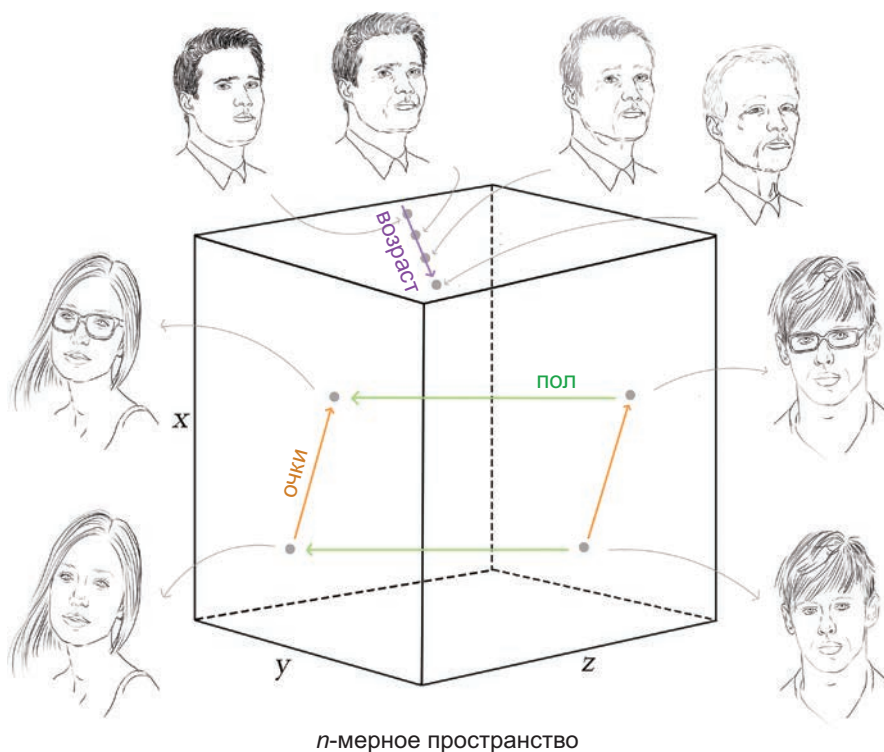 возраст
пол
x
очки
y
z
n-мерное пространство